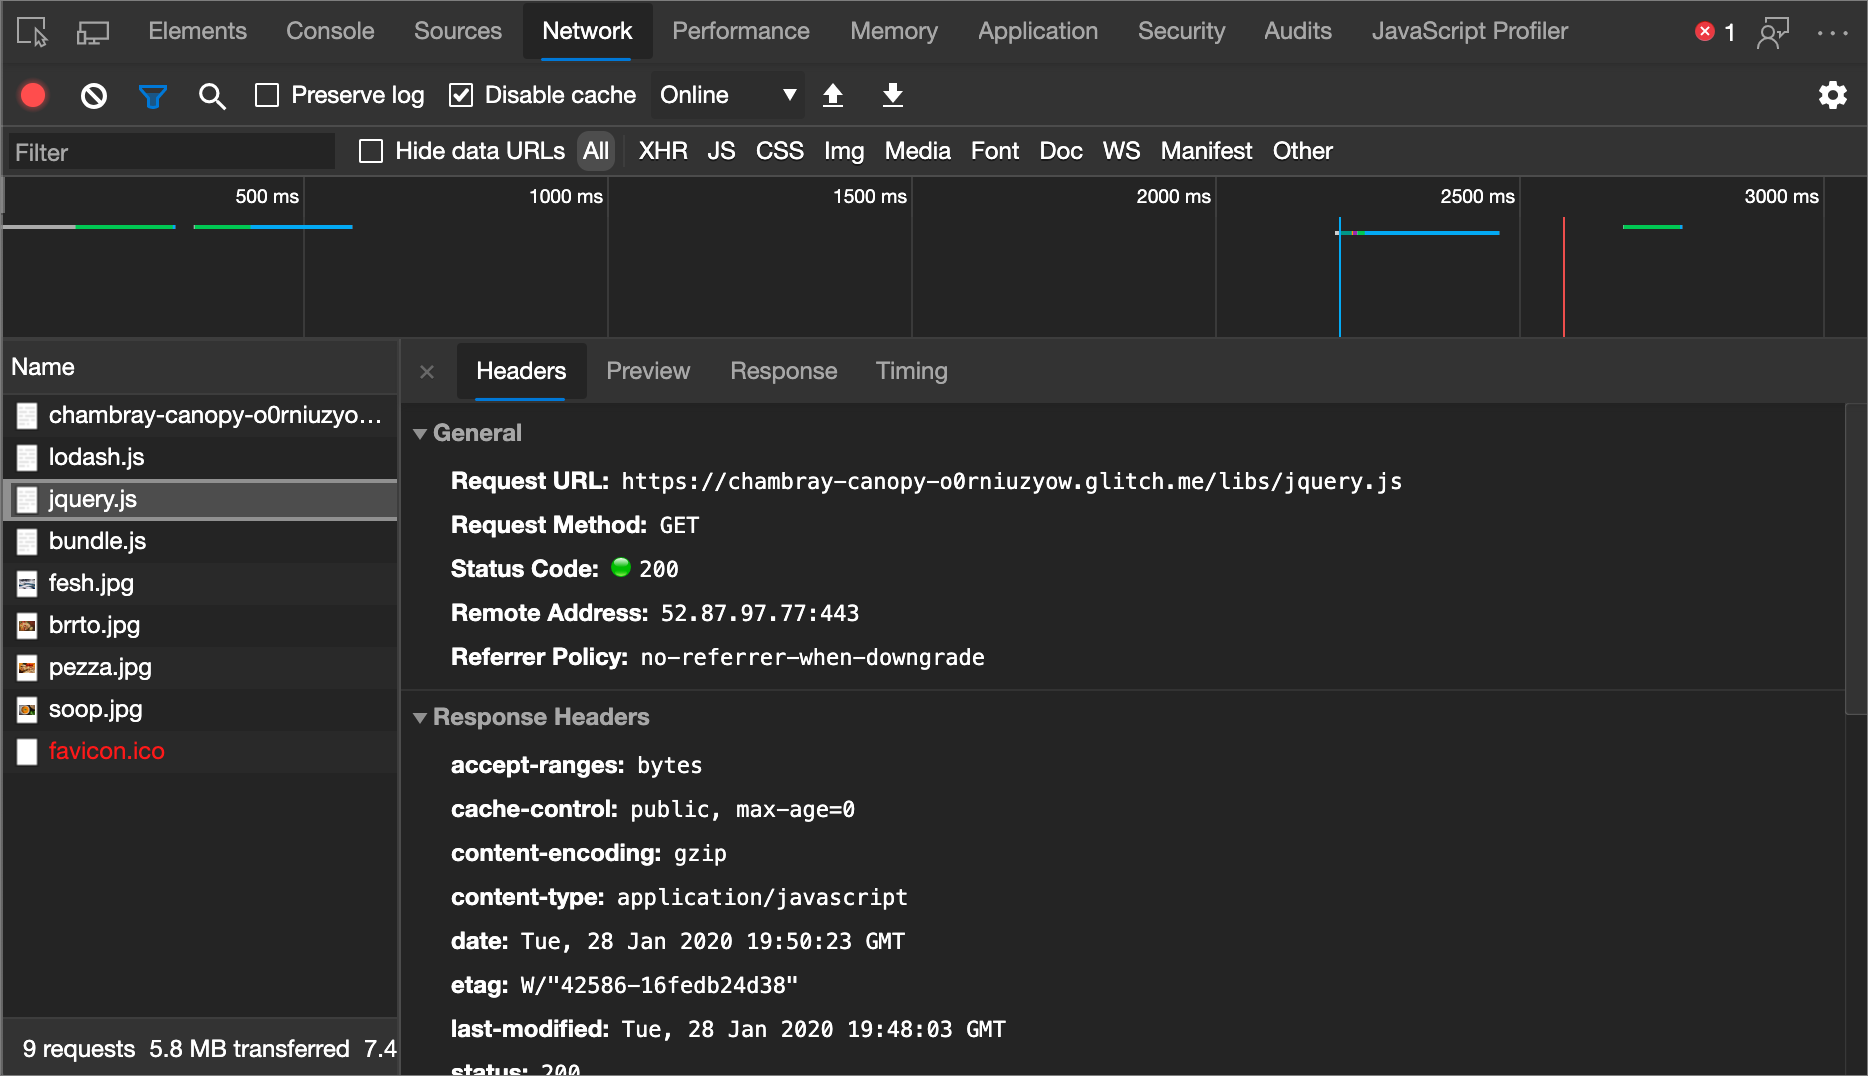 Elements Console Sources Network Performance Memory Application Security Audits JavaScript Profiler 1
Preserve log Disable cache Online
Filter Hide data URLs All XHR JS CSS Img Media Font Doc WS Manifest Other
500 ms 1000 ms 1500 ms 2000 ms 2500 ms 3000 ms
Name
chambray-canopy-o0rniuzyo...
lodash.js
jquery.js
bundle.js
fesh.jpg
brrto.jpg
pezza.jpg
soop.jpg
favicon.ico
9 requests 5.8 MB transferred 7.4
Headers Preview Response Timing
General
Request URL: https://chambray-canopy-o0rniuzyow.glitch.me/libs/jquery.js
Request Method: GET
Status Code: 200
Remote Address: 52.87.97.77:443
Referrer Policy: no-referrer-when-downgrade
Response Headers
accept-ranges: bytes
cache-control: public, max-age=0
content-encoding: gzip
content-type: application/javascript
date: Tue, 28 Jan 2020 19:50:23 GMT
etag: W/"42586-16fedb24d38"
last-modified: Tue, 28 Jan 2020 19:48:03 GMT
status: 200